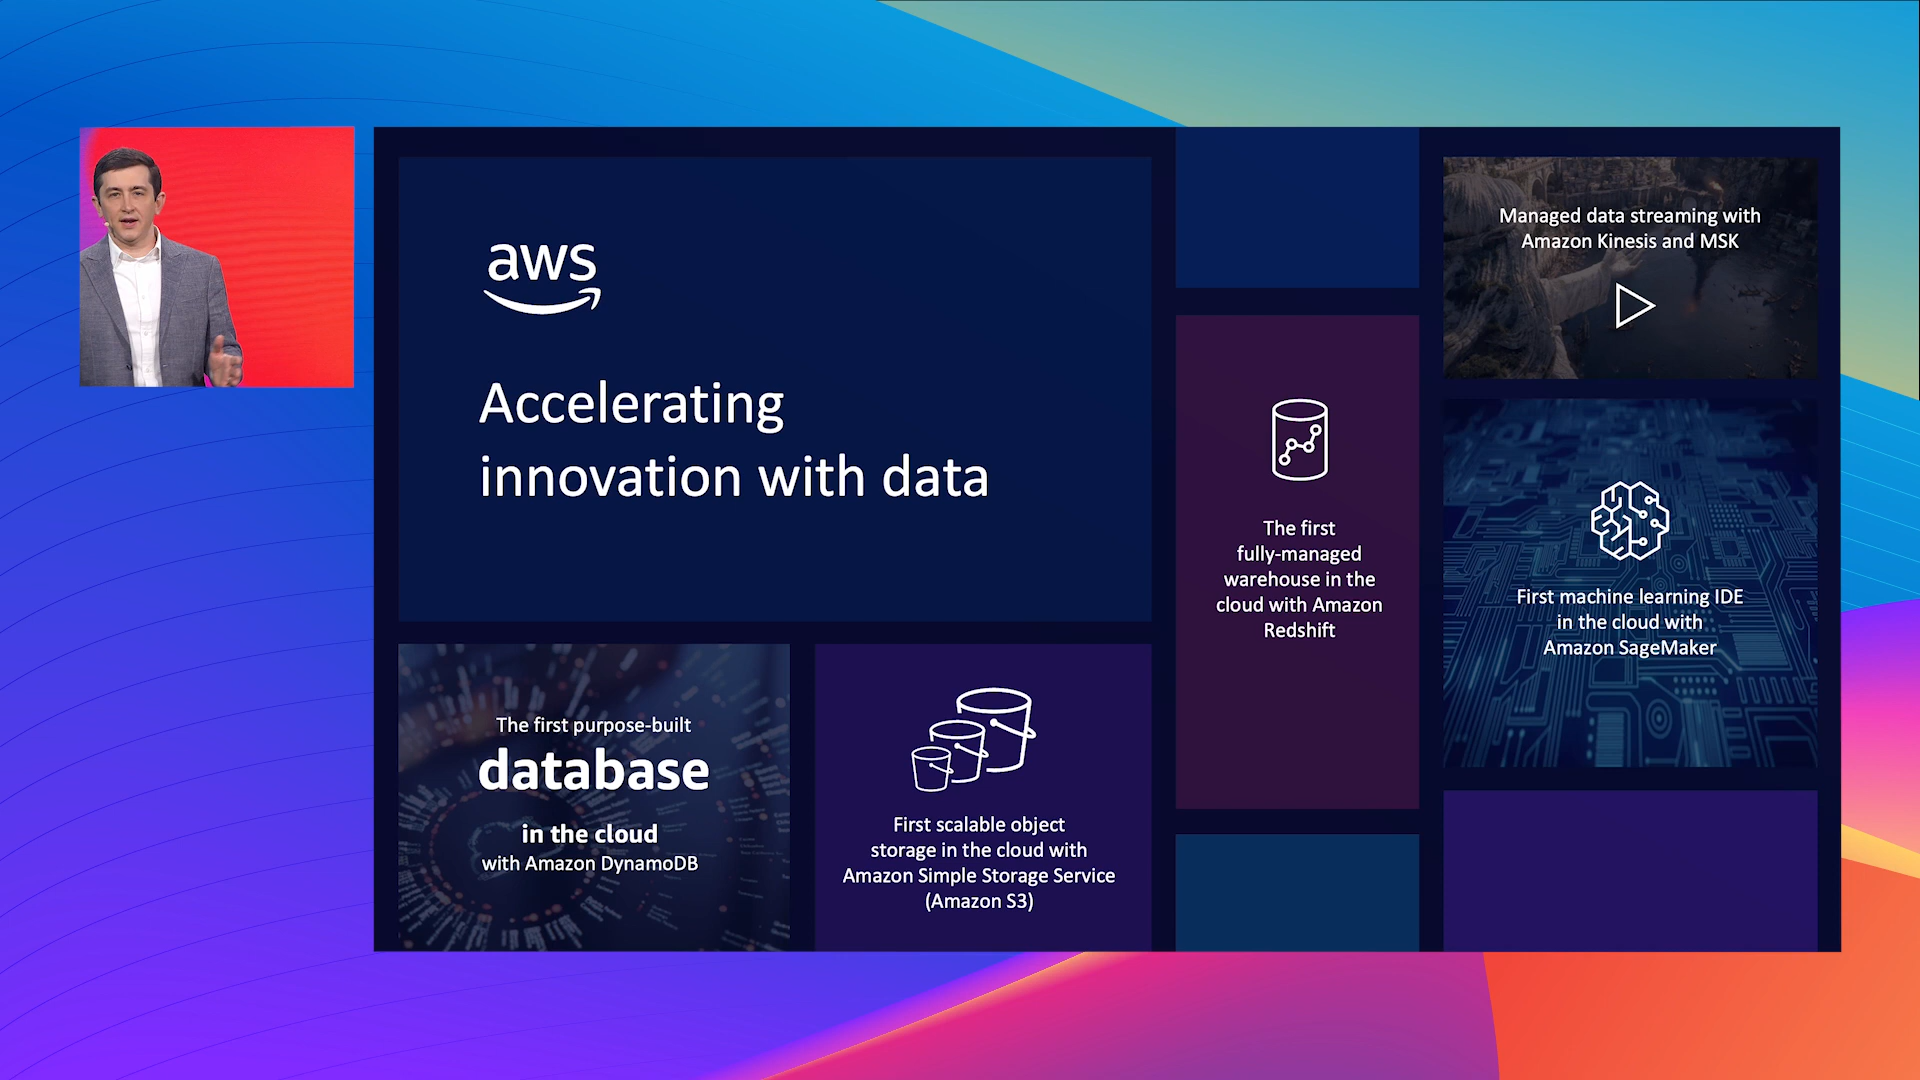 aws
Accelerating
innovation with data
The first purpose-built
database
in the cloud
with Amazon DynamoDB
First scalable object
storage in the cloud with
Amazon Simple Storage Service
(Amazon S3)
The first
fully-managed
warehouse in the
cloud with Amazon
Redshift
Managed data streaming with
Amazon Kinesis and MSK
First machine learning IDE
in the cloud with
Amazon SageMaker